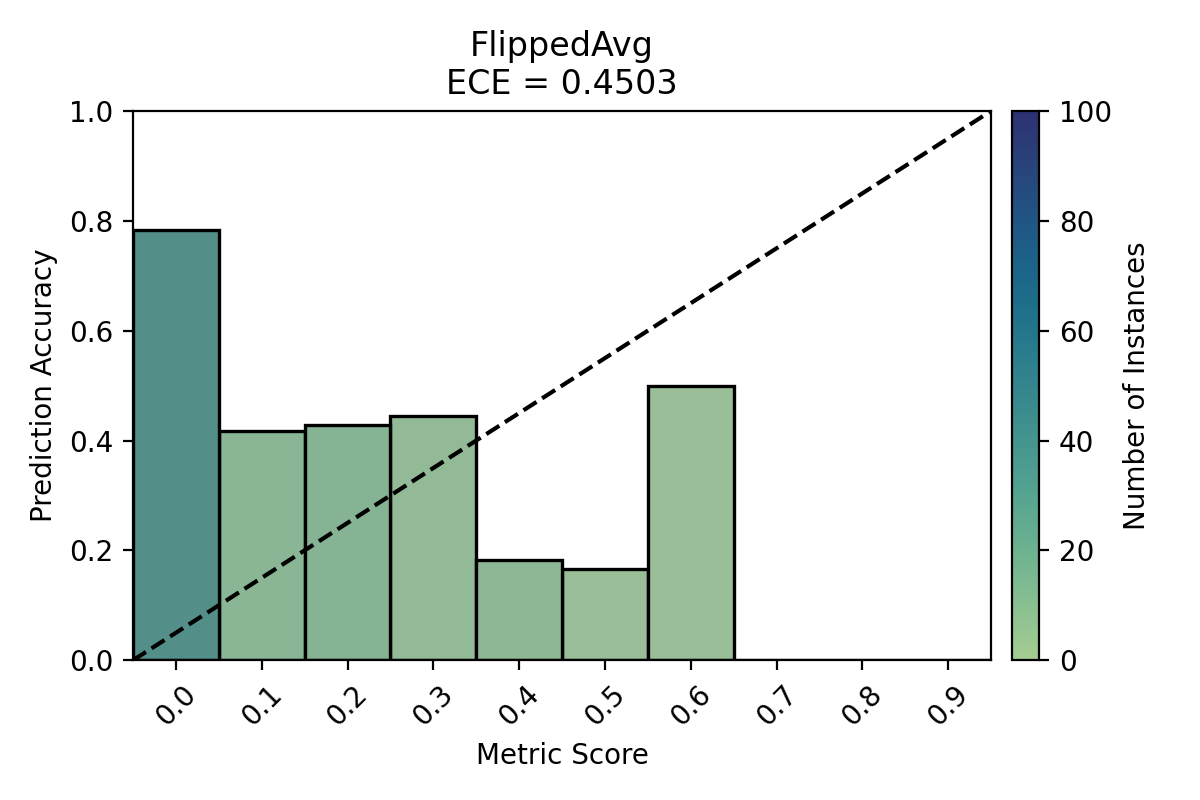 FlippedAvg
ECE = 0.4503
1.0
0.8
0.6
0.4
0.2
0.0
Prediction Accuracy
0.0 0.1 0.2 0.3 0.4 0.5 0.6 0.7 0.8 0.9
Metric Score
100
80
60
40
20
0
Number of Instances